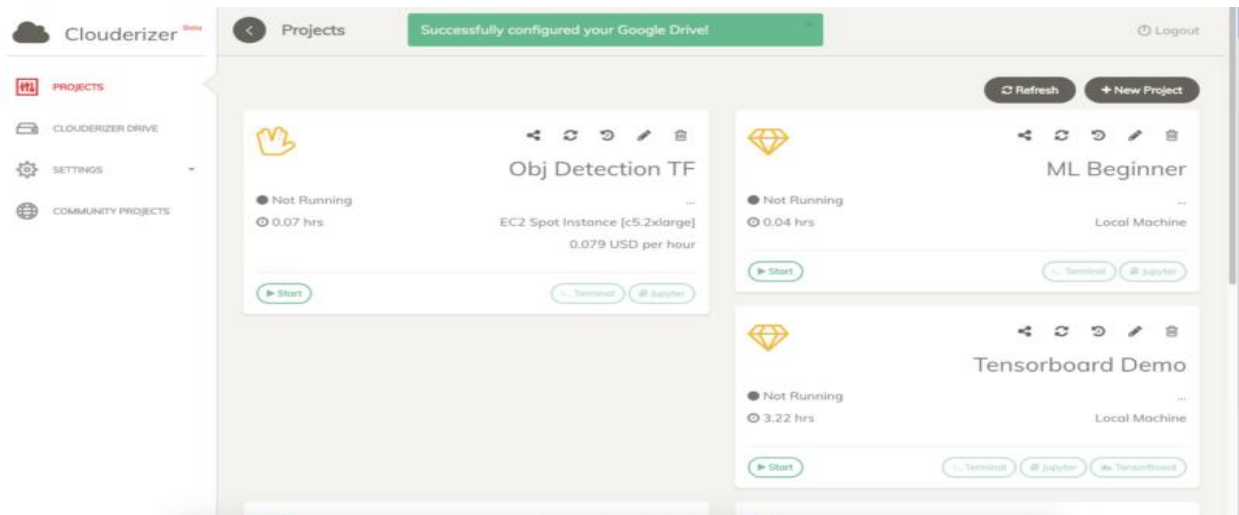 Clouderizer Beta
PROJECTS
CLOUDERIZER DRIVE
SETTINGS
COMMUNITY PROJECTS
Projects
Successfully configured your Google Drive!
Logout
Refresh
+ New Project
Obj Detection TF
Not Running
...
0.07 hrs
EC2 Spot Instance [c5.2xlarge]
0.079 USD per hour
Start
Terminal
Jupyter
ML Beginner
Not Running
...
0.04 hrs
Local Machine
Start
Terminal
Jupyter
Tensorboard Demo
Not Running
...
3.22 hrs
Local Machine
Start
Terminal
Jupyter
TensorBoard